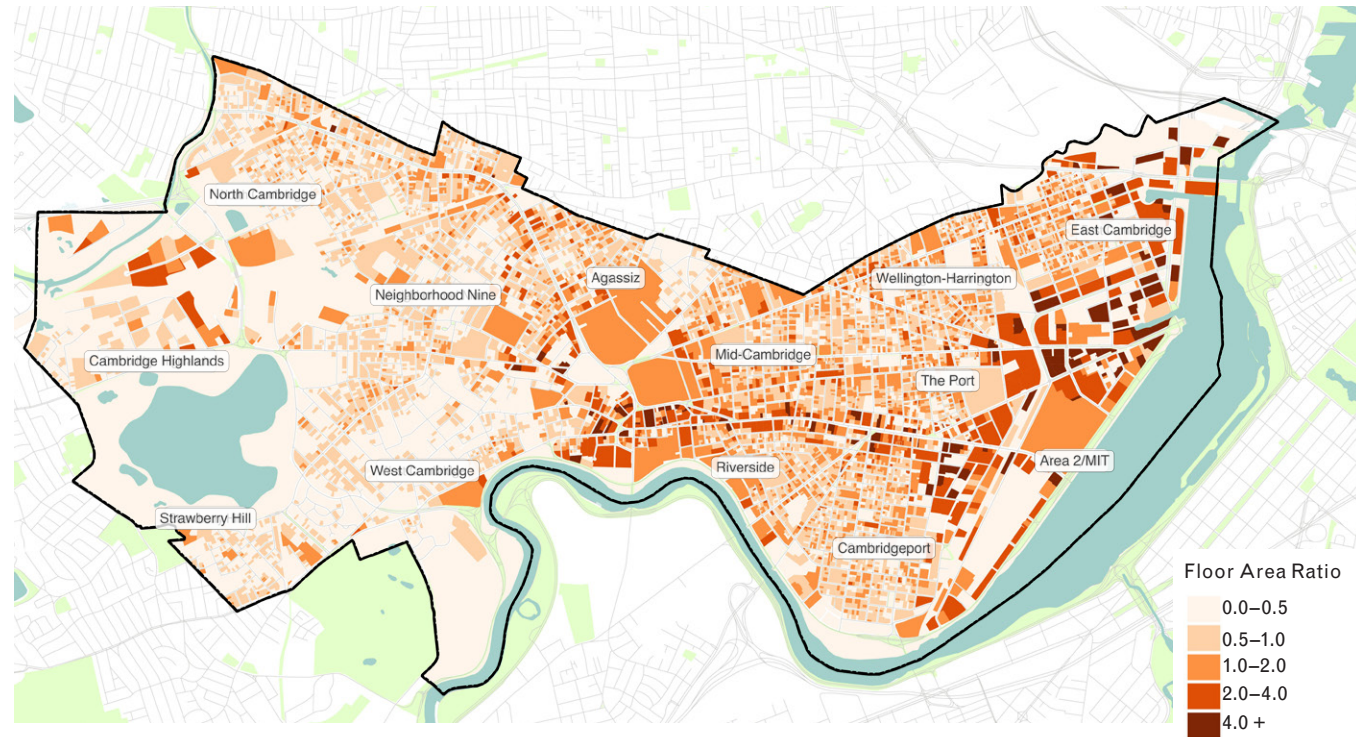 North Cambridge
East Cambridge
Agassiz
Wellington-Harrington
Neighborhood Nine
Mid-Cambridge
Cambridge Highlands
The Port
Area 2/MIT
West Cambridge
Riverside
Strawberry Hill
Cambridgeport
Floor Area Ratio
0.0–0.5
0.5–1.0
1.0–2.0
2.0–4.0
4.0 +